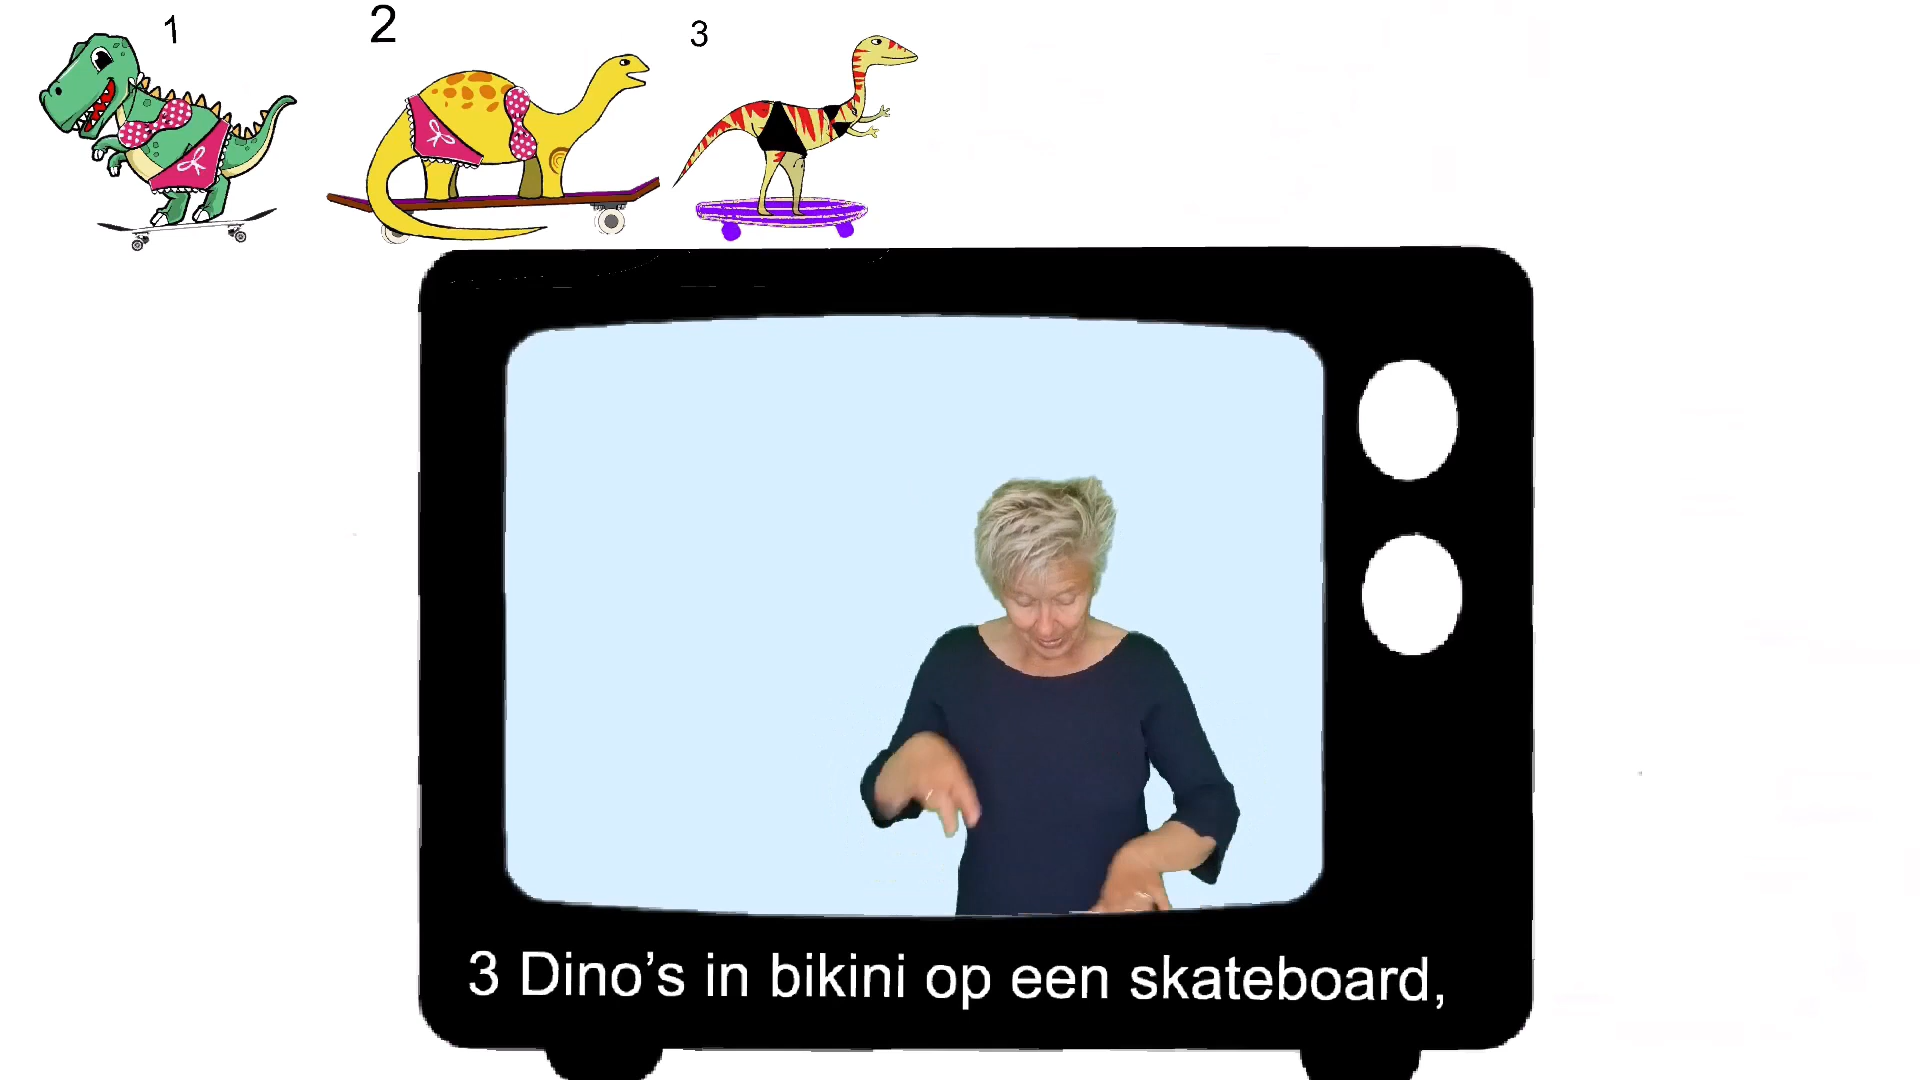 1
2
3
3 Dino’s in bikini op een skateboard,